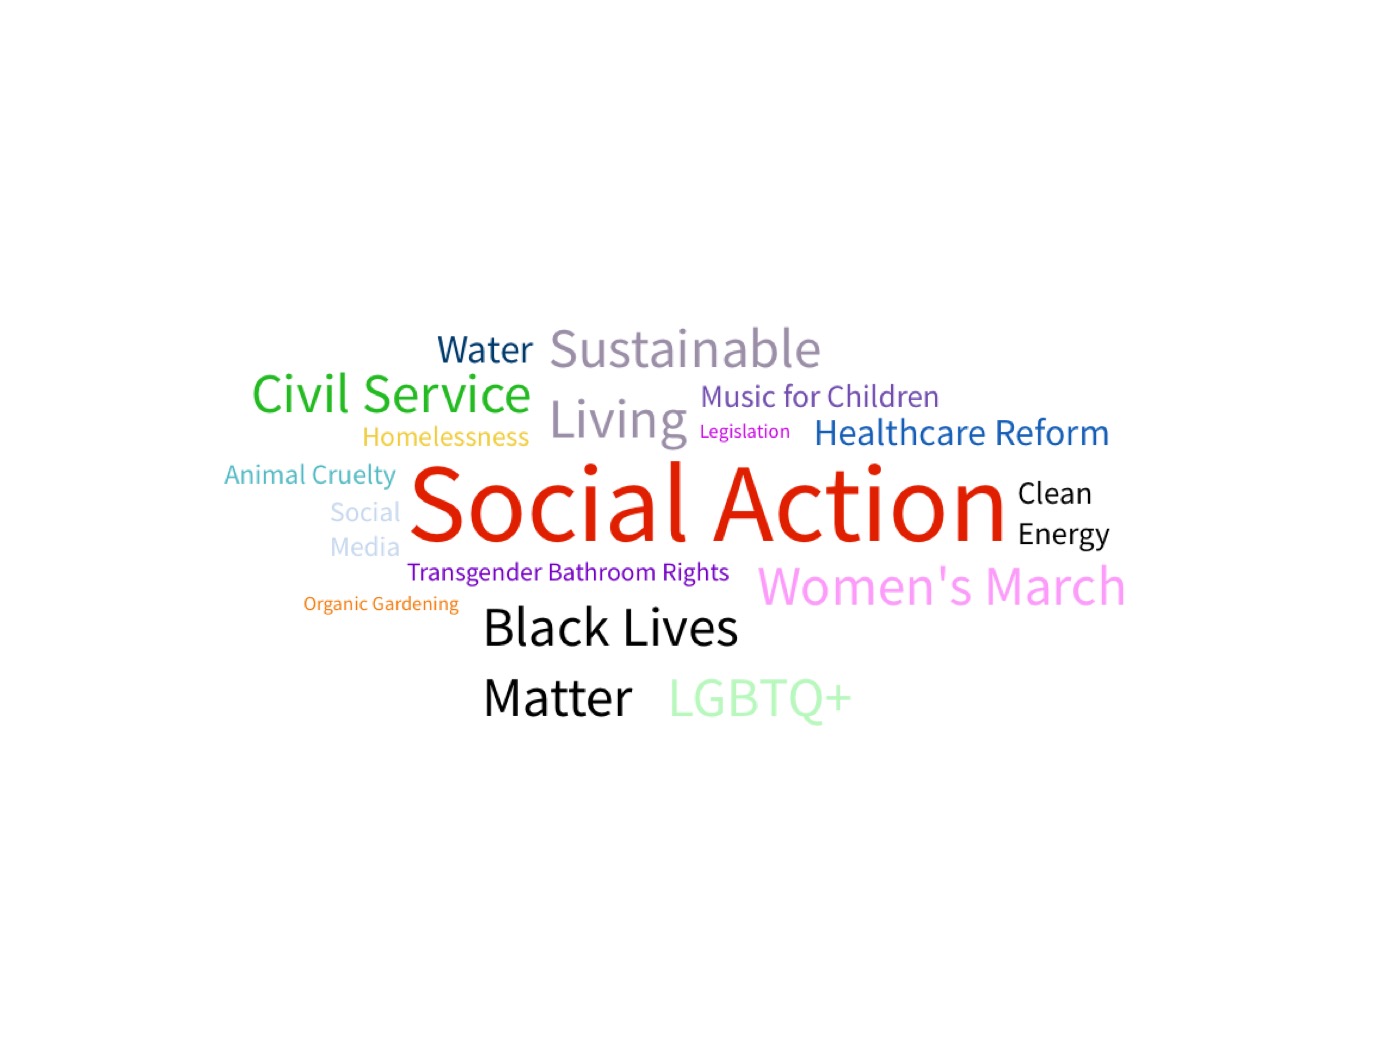 Water
Sustainable
Living
Civil Service
Music for Children
Homelessness
Legislation
Healthcare Reform
Animal Cruelty
Social Action
Clean
Energy
Social
Media
Transgender Bathroom Rights
Women's March
Organic Gardening
Black Lives
Matter
LGBTQ+